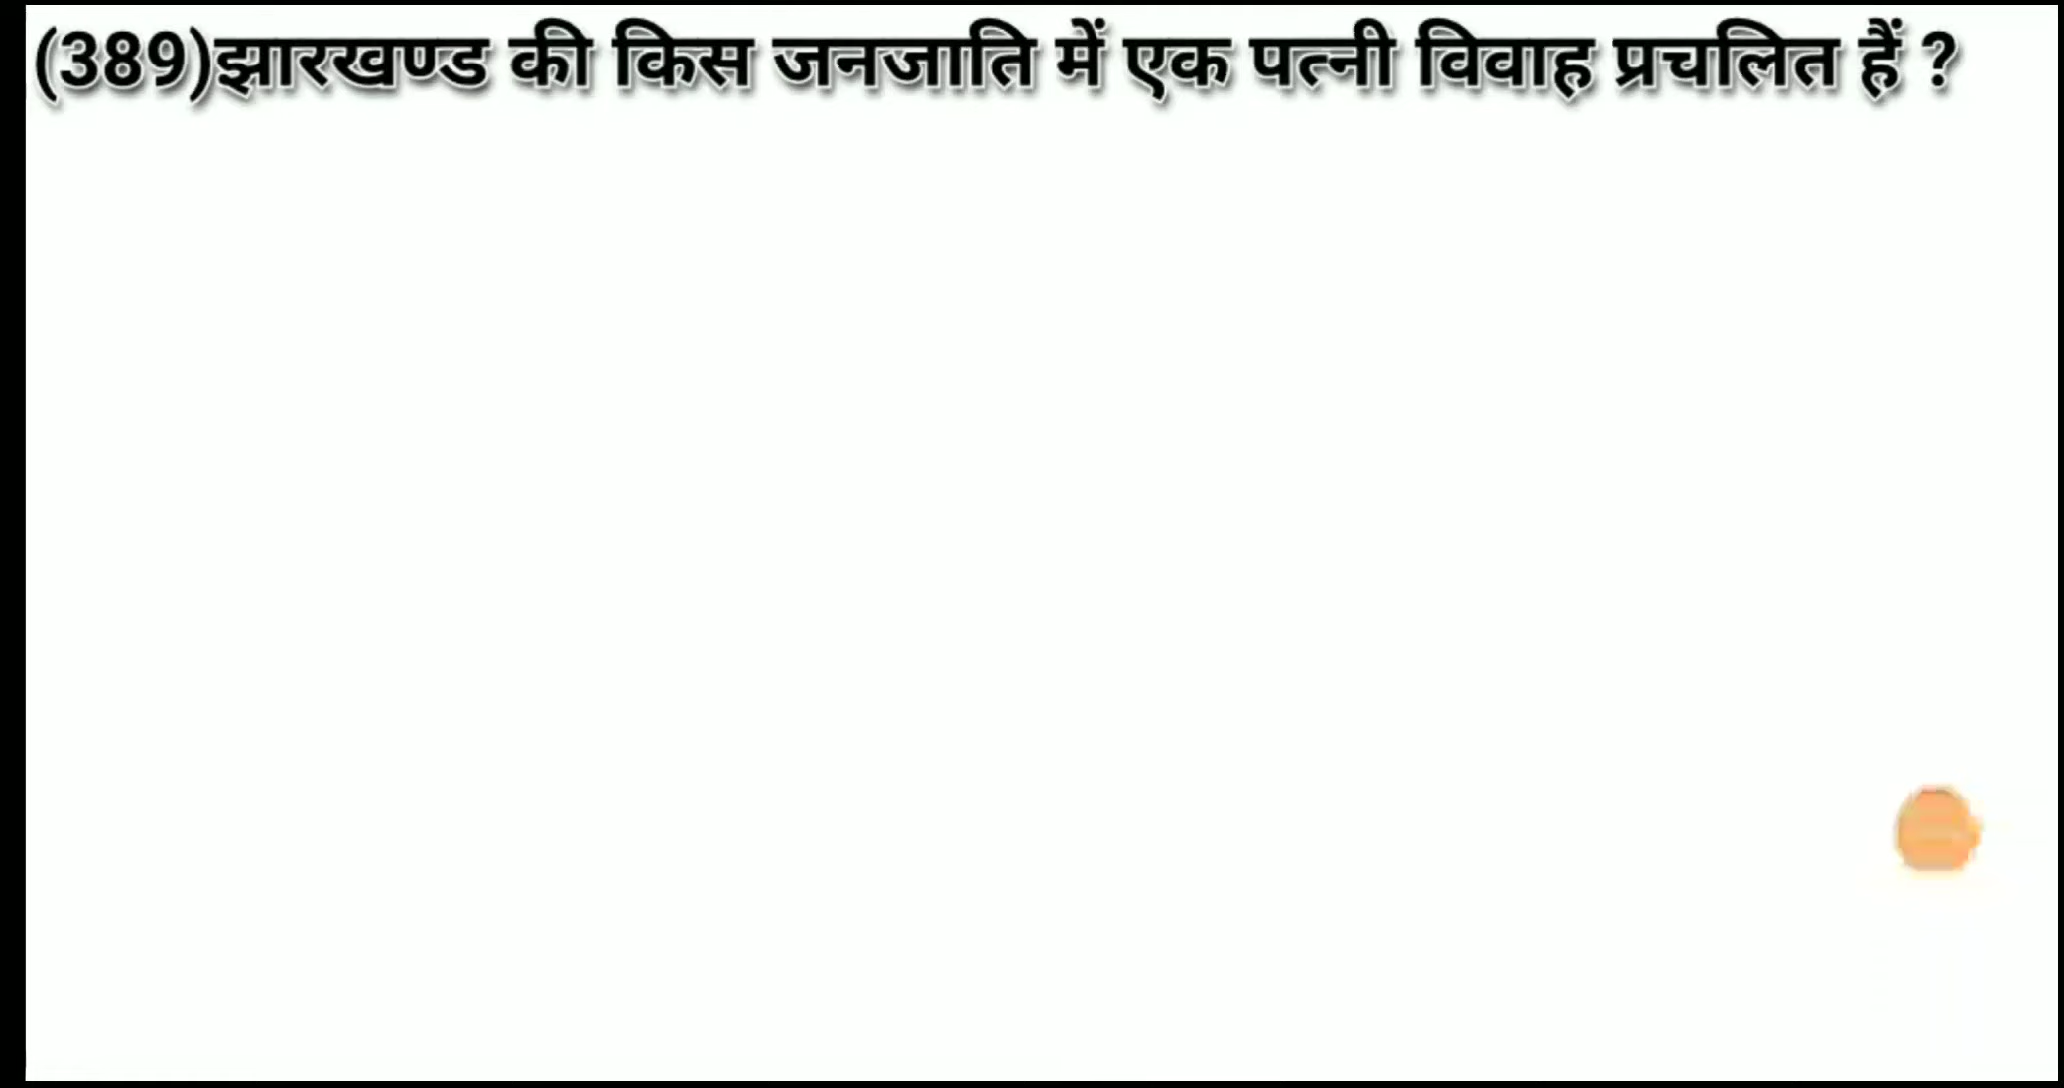 (389)झारखण्ड की किस जनजाति में एक पत्नी विवाह प्रचलित हैं ?